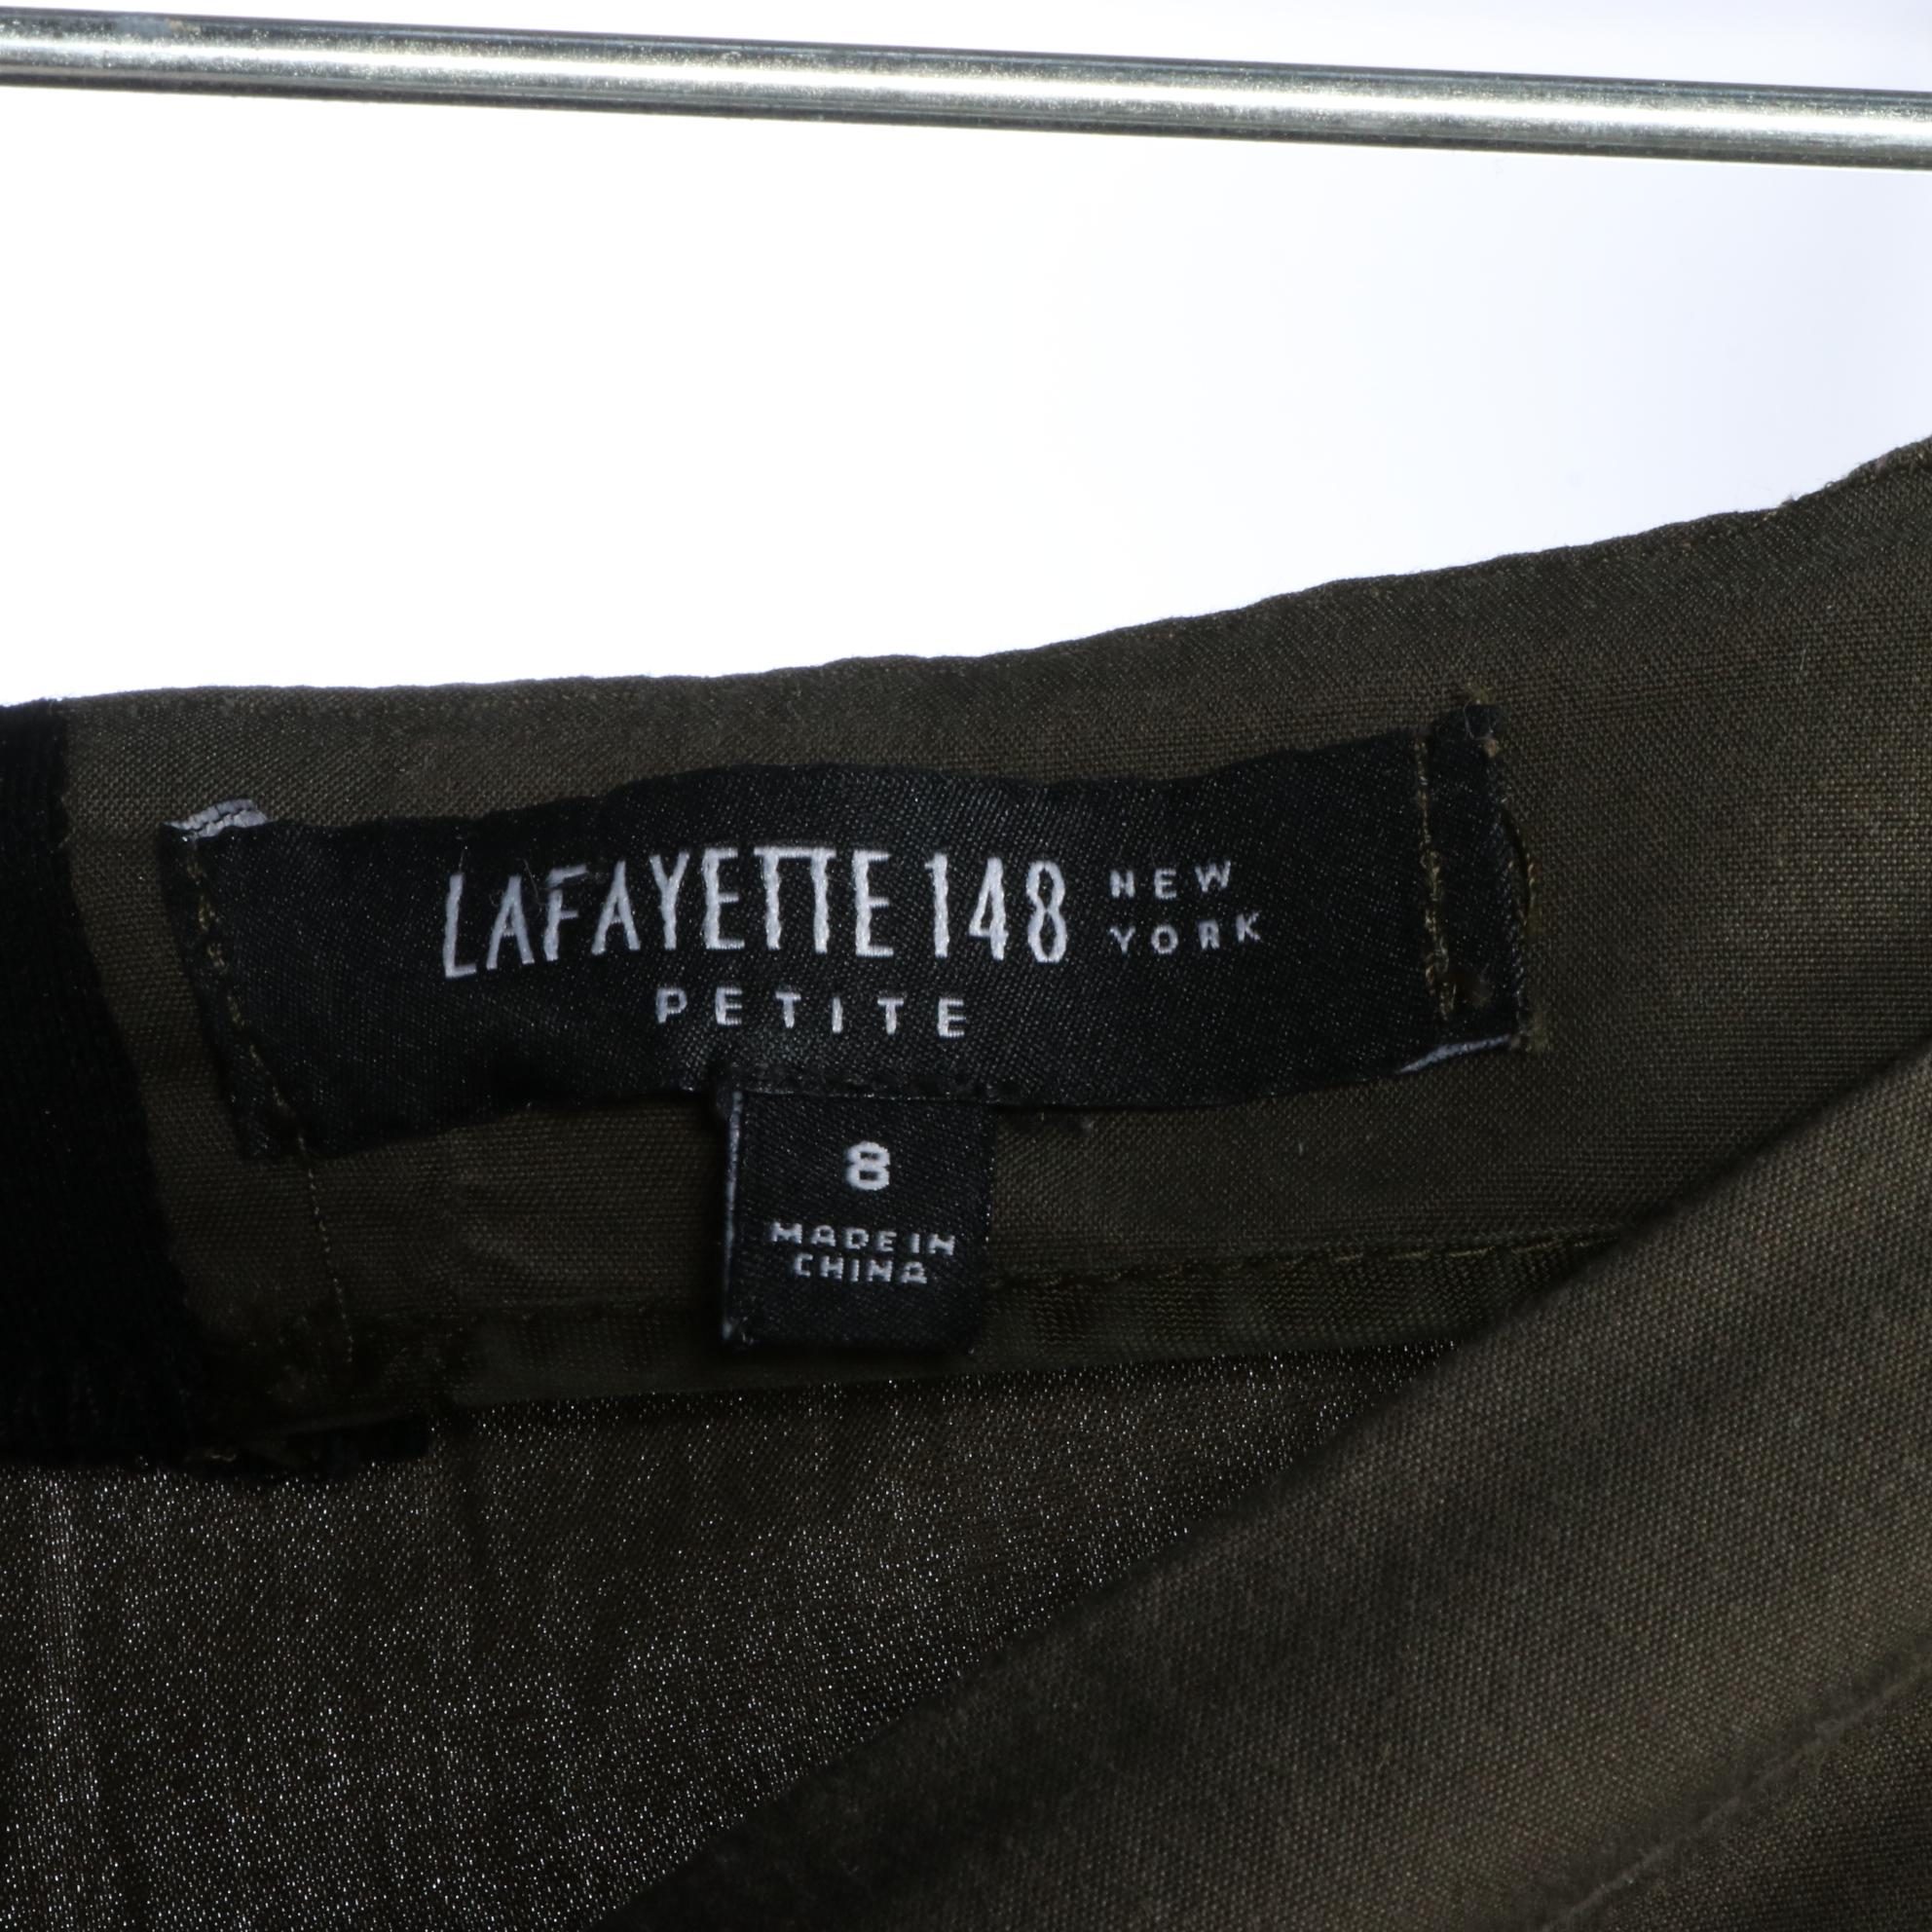 LAFAYETTE 148 NEW YORK
PETITE
8
MADE IN
CHINA